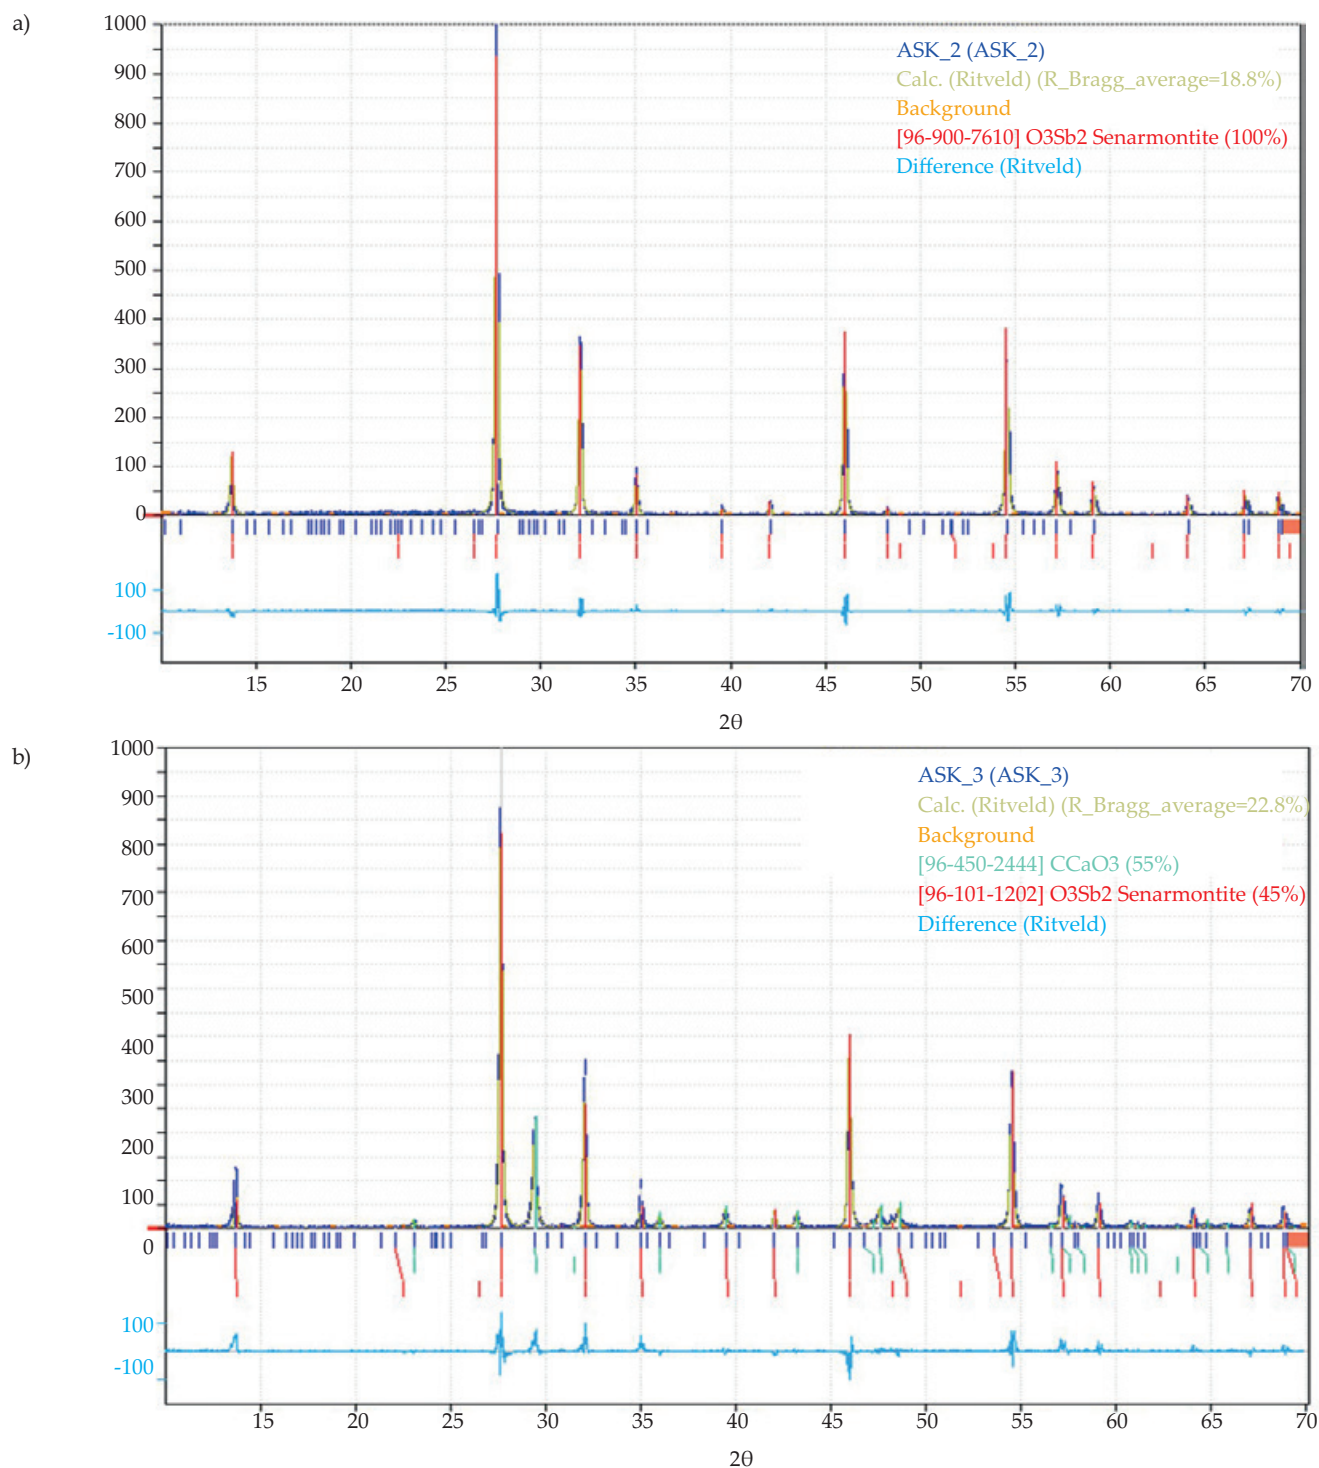 a)
1000
900
800
700
600
500
400
300
200
100
0
100
-100
ASK_2 (ASK_2)
Calc. (Ritveld) (R_Bragg_average=18.8%)
Background
[96-900-7610] O3Sb2 Senarmontite (100%)
Difference (Ritveld)
15 20 25 30 35 40 45 50 55 60 65 70
2θ
b)
1000
900
800
700
600
500
400
300
200
100
0
100
-100
ASK_3 (ASK_3)
Calc. (Ritveld) (R_Bragg_average=22.8%)
Background
[96-450-2444] CCaO3 (55%)
[96-101-1202] O3Sb2 Senarmontite (45%)
Difference (Ritveld)
15 20 25 30 35 40 45 50 55 60 65 70
2θ